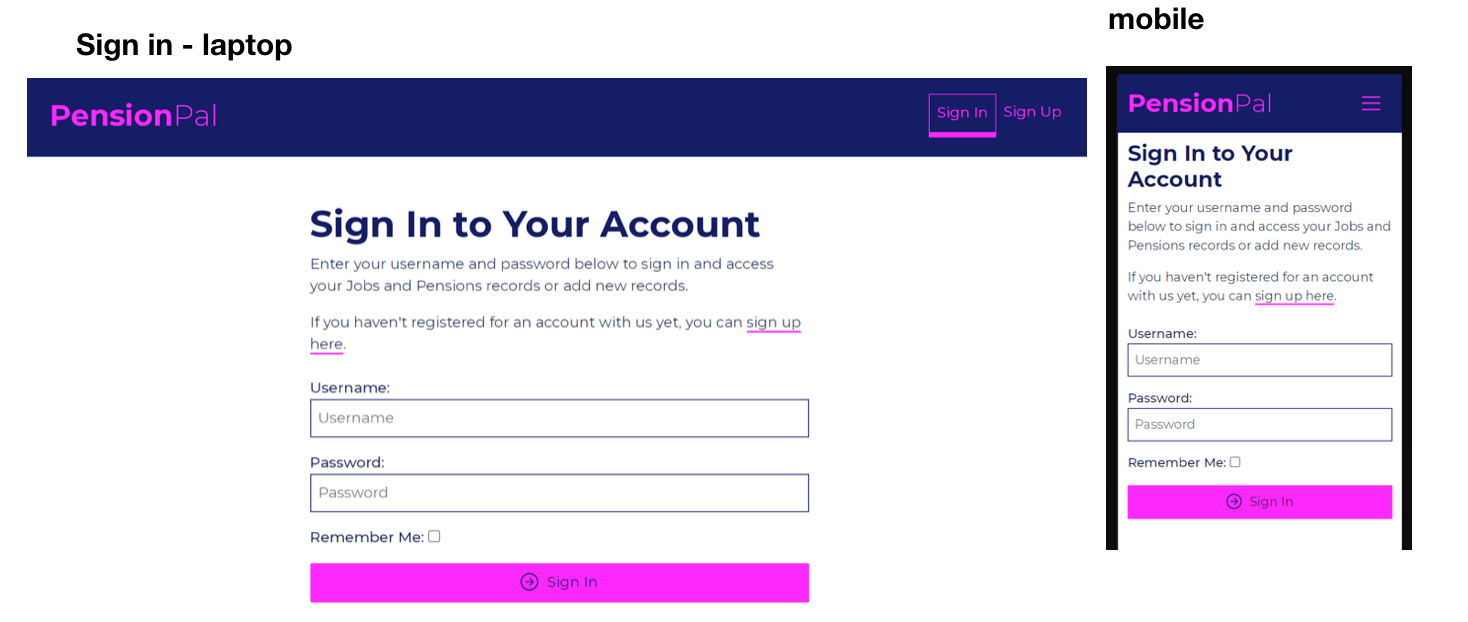 Sign in - laptop
PensionPal
Sign In
Sign Up
Sign In to Your Account
Enter your username and password below to sign in and access
your Jobs and Pensions records or add new records.
If you haven't registered for an account with us yet, you can sign up
here.
Username:
Username
Password:
Password
Remember Me:
Sign In
mobile
PensionPal
Sign In to Your
Account
Enter your username and password
below to sign in and access your Jobs and
Pensions records or add new records.
If you haven't registered for an account
with us yet, you can sign up here.
Username:
Username
Password:
Password
Remember Me:
Sign In